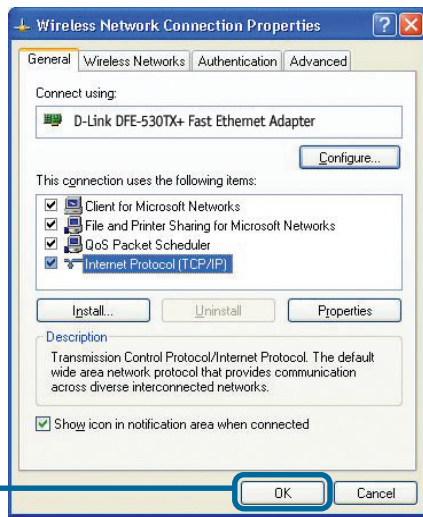 Wireless Network Connection Properties
General Wireless Networks Authentication Advanced
Connect using:
D-Link DFE-530TX+ Fast Ethernet Adapter
Configure...
This connection uses the following items:
Client for Microsoft Networks
File and Printer Sharing for Microsoft Networks
QoS Packet Scheduler
Internet Protocol (TCP/IP)
Install... Uninstall Properties
Description
Transmission Control Protocol/Internet Protocol. The default
wide area network protocol that provides communication
across diverse interconnected networks.
Show icon in notification area when connected
OK Cancel